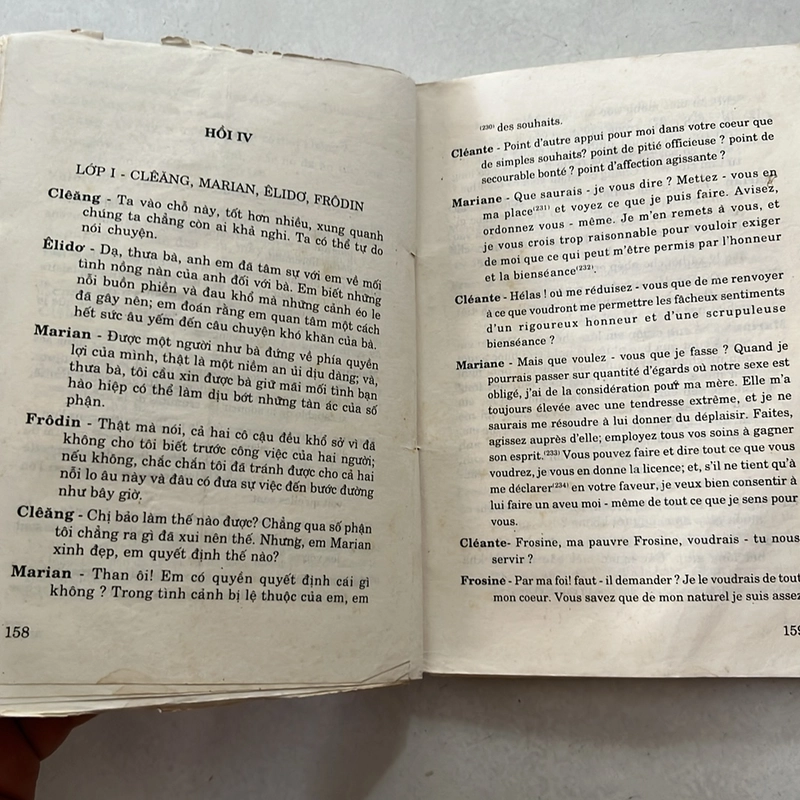 HỒI IV
LỚP I - CLÊĂNG, MARIAN, ÊLIDƠ, FRÔDIN
Clêăng - Ta vào chỗ này, tốt hơn nhiều, xung quanh
chúng ta chẳng còn ai khả nghi. Ta có thể tự do
nói chuyện.
Êlidơ - Dạ, thưa bà, anh em đã tâm sự với em về mối
tình nồng nàn của anh đối với bà. Em biết những
nỗi buồn phiền và đau khổ mà những cảnh éo le
đã gây nên; em đoán rằng em quan tâm một cách
hết sức âu yếm đến câu chuyện khó khăn của bà.
Marian - Được một người như bà đứng về phía quyền
lợi của mình, thật là một niềm an ủi dịu dàng; và,
thưa bà, tôi cầu xin được bà giữ mãi mối tình bạn
hào hiệp có thể làm dịu bớt những tàn ác của số
phận.
Frôdin - Thật mà nói, cả hai cô cậu đều khổ sở vì đã
không cho tôi biết trước công việc của hai người;
nếu không, chắc chắn tôi đã tránh được cho cả hai
nỗi lo âu này và đâu có đưa sự việc đến bước đường
như bây giờ.
Clêăng - Chị bảo làm thế nào được? Chẳng qua số phận
tôi chẳng ra gì đã xui nên thế. Nhưng, em Marian
xinh đẹp, em quyết định thế nào?
Marian - Than ôi! Em có quyền quyết định cái gì
không ? Trong tình cảnh bị lệ thuộc của em, em
158
(230) des souhaits.
Cléante - Point d'autre appui pour moi dans votre coeur que
de simples souhaits? point de pitié officieuse ? point de
secourable bonté ? point d'affection agissante ?
Mariane - Que saurais - je vous dire ? Mettez - vous en
ma place(231) et voyez ce que je puis faire. Avisez,
ordonnez vous - même. Je m'en remets à vous, et
je vous crois trop raisonnable pour vouloir exiger
de moi que ce qui peut m'être permis par l'honneur
et la bienséance(232).
Cléante - Hélas ! où me réduisez - vous que de me renvoyer
à ce que voudront me permettre les fâcheux sentiments
d'un rigoureux honneur et d'une scrupuleuse
bienséance ?
Mariane - Mais que voulez - vous que je fasse ? Quand je
pourrais passer sur quantité d'égards où notre sexe est
obligé, j'ai de la considération pour ma mère. Elle m'a
toujours élevée avec une tendresse extrême, et je ne
saurais me résoudre à lui donner du déplaisir. Faites,
agissez auprès d'elle; employez tous vos soins à gagner
son esprit.(233) Vous pouvez faire et dire tout ce que vous
voudrez, je vous en donne la licence; et, s'il ne tient qu'à
me déclarer(234) en votre faveur, je veux bien consentir à
lui faire un aveu moi - même de tout ce que je sens pour
vous.
Cléante- Frosine, ma pauvre Frosine, voudrais - tu nous
servir ?
Frosine - Par ma foi! faut - il demander ? Je le voudrais de tout
mon coeur. Vous savez que de mon naturel je suis assez
159